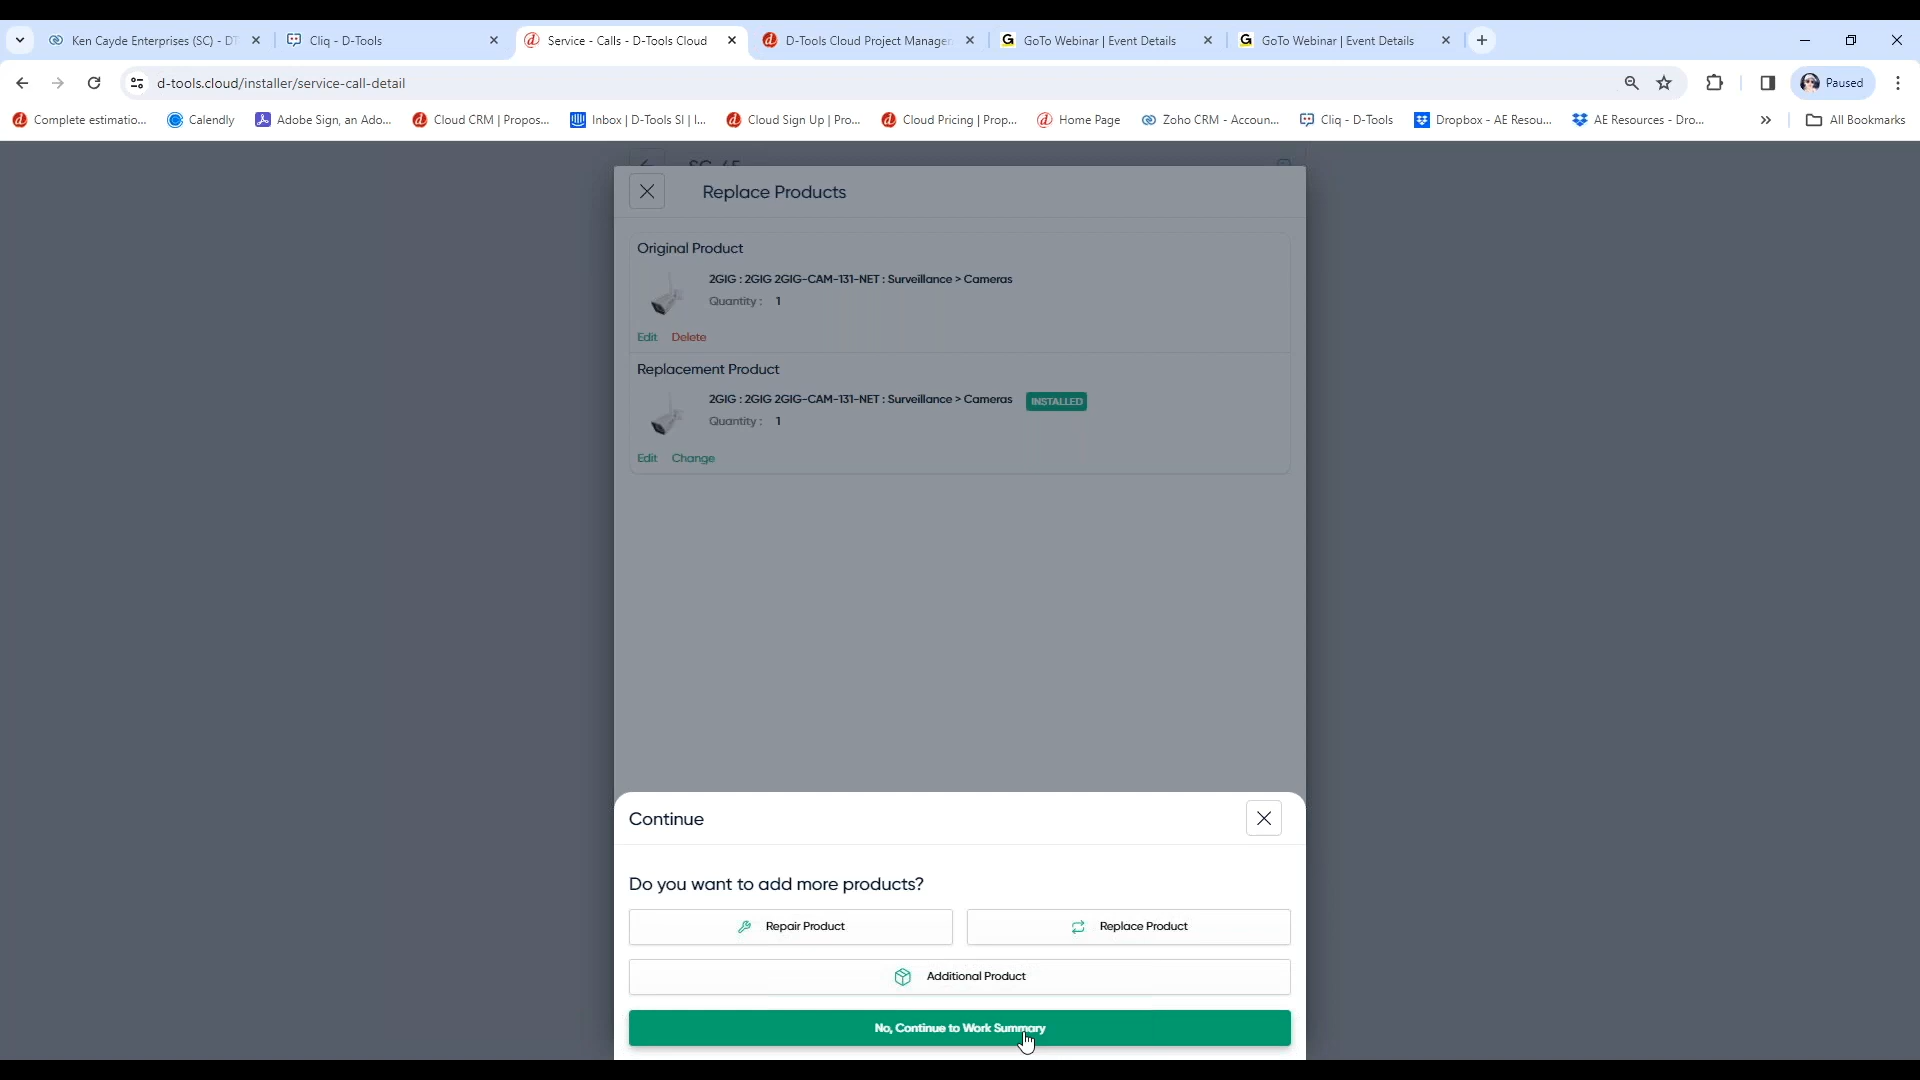 Ken Cayde Enterprises (SC) - DT
Cliq - D-Tools
Service - Calls - D-Tools Cloud
D-Tools Cloud Project Manager
GoTo Webinar | Event Details
GoTo Webinar | Event Details
d-tools.cloud/installer/service-call-detail
Paused
Complete estimatio...
Calendly
Adobe Sign, an Ado...
Cloud CRM | Propos...
Inbox | D-Tools SI | I...
Cloud Sign Up | Pro...
Cloud Pricing | Prop...
Home Page
Zoho CRM - Accoun...
Cliq - D-Tools
Dropbox - AE Resou...
AE Resources - Dro...
All Bookmarks
Replace Products
Original Product
2GIG : 2GIG 2GIG-CAM-131-NET : Surveillance > Cameras
Quantity : 1
Edit Delete
Replacement Product
2GIG : 2GIG 2GIG-CAM-131-NET : Surveillance > Cameras INSTALLED
Quantity : 1
Edit Change
Continue
Do you want to add more products?
Repair Product
Replace Product
Additional Product
No, Continue to Work Summary